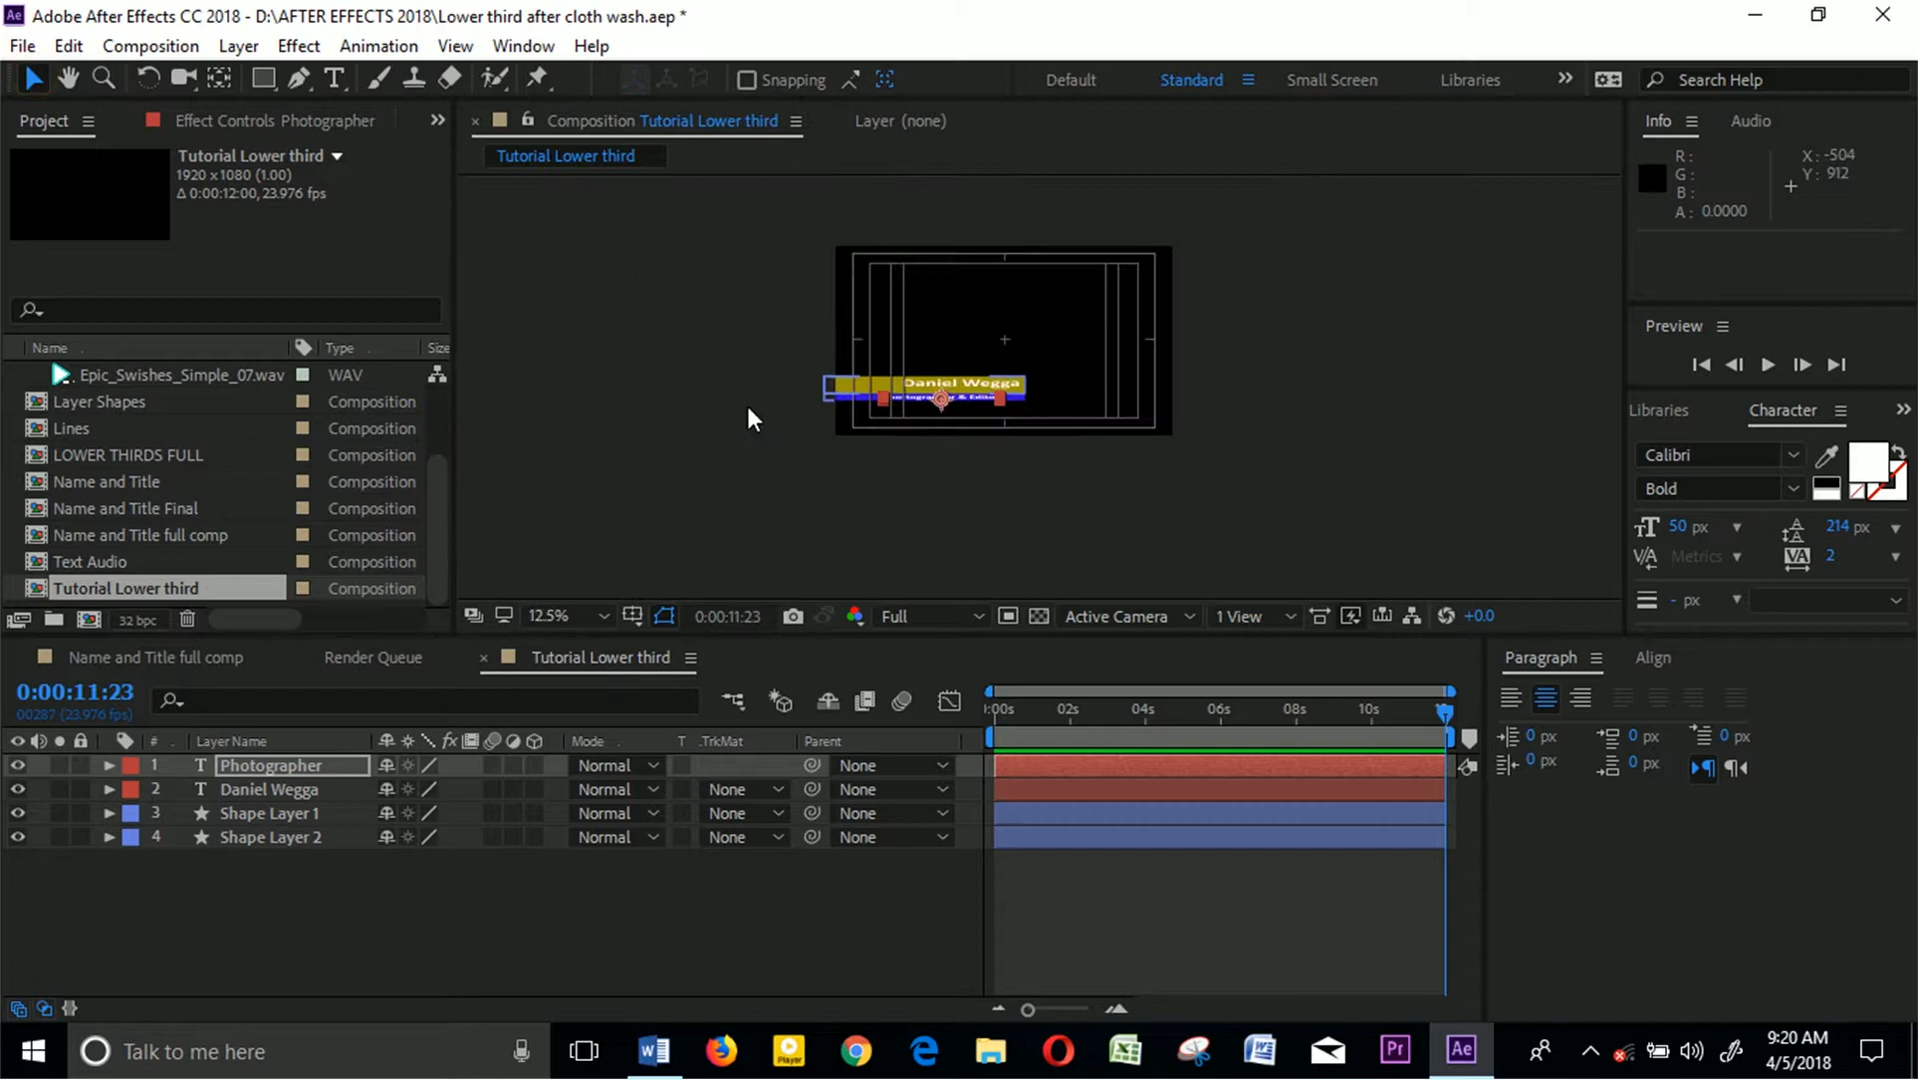 Adobe After Effects CC 2018 - D:\AFTER EFFECTS 2018\Lower third after cloth wash.aep *
File Edit Composition Layer Effect Animation View Window Help
Snapping Default Standard Small Screen Libraries Search Help
Project Effect Controls Photographer
Composition Tutorial Lower third Layer (none)
Info Audio
Tutorial Lower third
1920 x 1080 (1.00)
Δ 0:00:12:00, 23.976 fps
Tutorial Lower third
R:
G:
B:
A: 0.0000
X: -504
Y: 912
Daniel Wegga
Preview
Name Type Size
Epic_Swishes_Simple_07.wav WAV
Layer Shapes Composition
Lines Composition
LOWER THIRDS FULL Composition
Name and Title Composition
Name and Title Final Composition
Name and Title full comp Composition
Text Audio Composition
Tutorial Lower third Composition
32 bpc
12.5% 0:00:11:23 Full Active Camera 1 View +0.0
Libraries Character
Calibri
Bold
50 px 214 px
Metrics 2
- px
Name and Title full comp Render Queue Tutorial Lower third
0:00:11:23
00287 (23.976 fps)
:00s 02s 04s 06s 08s 10s
# Layer Name fx Mode T .TrkMat Parent
1 T Photographer Normal None
2 T Daniel Wegga Normal None None
3 Shape Layer 1 Normal None None
4 Shape Layer 2 Normal None None
Paragraph Align
0 px 0 px 0 px
0 px 0 px
Talk to me here
Player
Pr
Ae
9:20 AM
4/5/2018